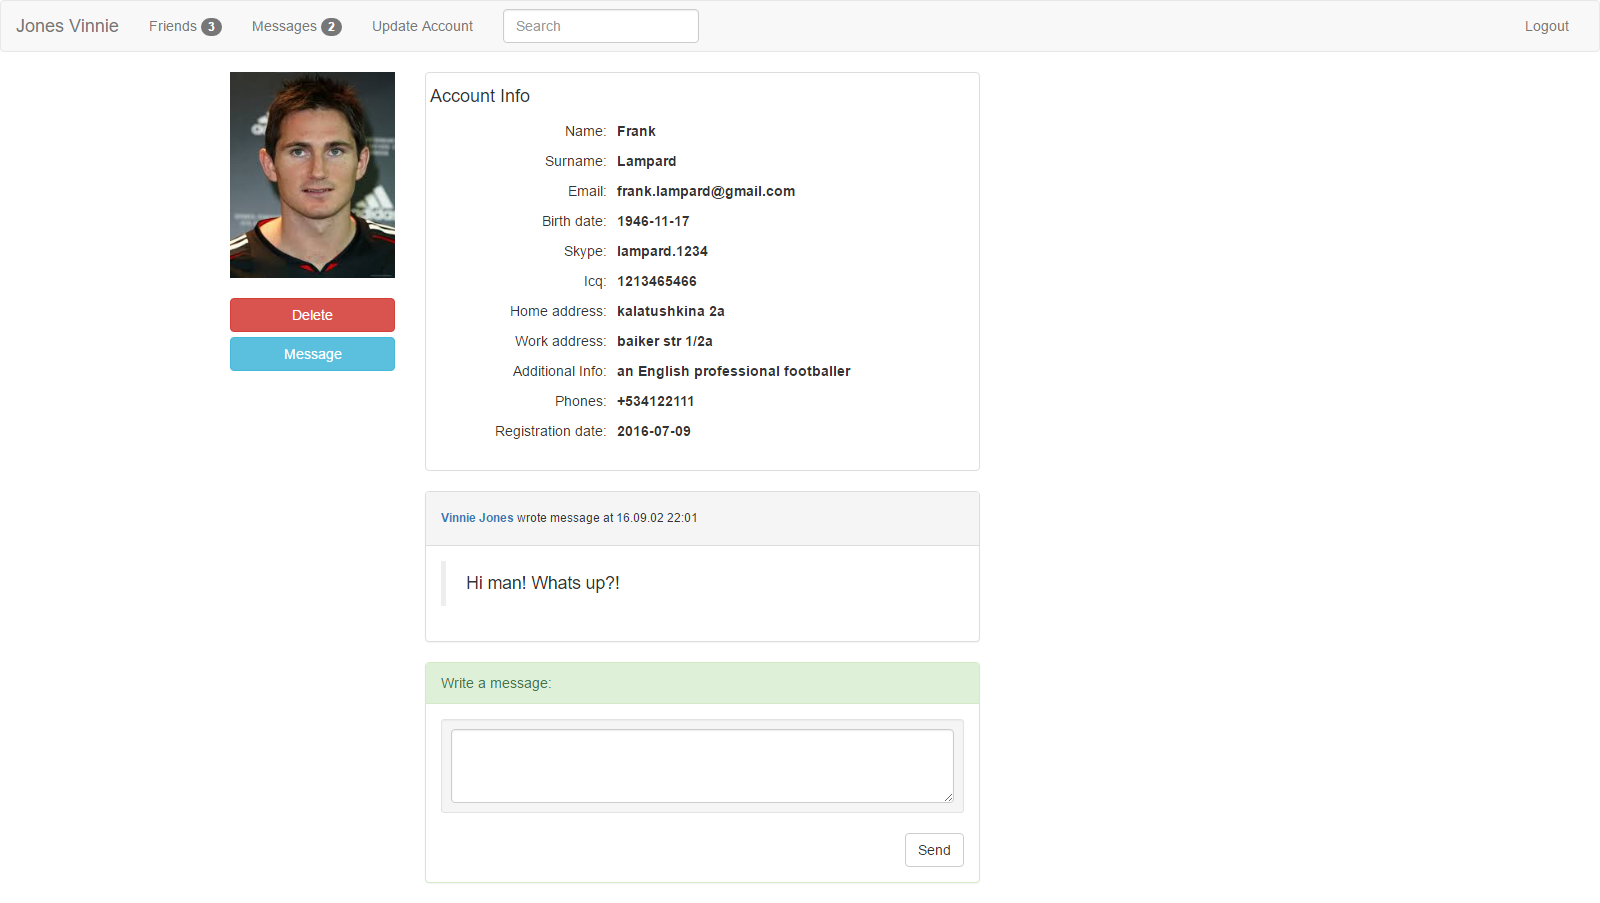 Jones Vinnie Friends 3 Messages 2 Update Account Search Logout
Account Info
Name: Frank
Surname: Lampard
Email: frank.lampard@gmail.com
Birth date: 1946-11-17
Skype: lampard.1234
Icq: 1213465466
Home address: kalatushkina 2a
Work address: baiker str 1/2a
Additional Info: an English professional footballer
Phones: +534122111
Registration date: 2016-07-09
Delete
Message
Vinnie Jones wrote message at 16.09.02 22:01
Hi man! Whats up?!
Write a message:
Send